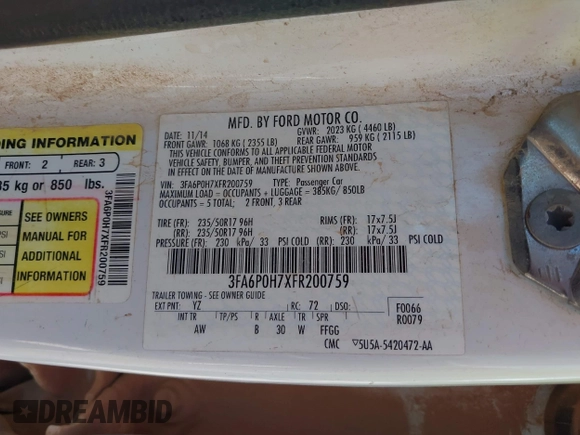 DING INFORMATION
FRONT: 2 REAR: 3
85 kg or 850 lbs.
SEE OWNERS
MANUAL FOR
ADDITIONAL
INFORMATION
PSI
PSI
3FA6P0H7XFR200759
MFD. BY FORD MOTOR CO.
DATE: 11/14 GVWR: 2023 KG (4460 LB)
FRONT GAWR: 1068 KG (2355 LB) REAR GAWR: 959 KG (2115 LB)
THIS VEHICLE CONFORMS TO ALL APPLICABLE FEDERAL MOTOR VEHICLE
SAFETY, BUMPER, AND THEFT PREVENTION STANDARDS
IN EFFECT ON THE DATE OF MANUFACTURE SHOWN ABOVE.
VIN: 3FA6P0H7XFR200759 TYPE: Passenger Car
MAXIMUM LOAD = OCCUPANTS + LUGGAGE = 385KG/ 850LB
OCCUPANTS = 5 TOTAL: 2 FRONT, 3 REAR
TIRE (FR): 235/50R17 96H RIMS (FR): 17x7.5J
(RR): 235/50R17 96H (RR): 17x7.5J
PRESSURE (FR): 230 kPa/ 33 PSI COLD (RR): 230 kPa/ 33 PSI COLD
3FA6P0H7XFR200759
TRAILER TOWING - SEE OWNER GUIDE
EXT PNT: YZ RC: 72 DSO: F0066
R0079
INT TR TP/PS R AXLE TR SPR
AW B 30 W FFGG
CMC ▽5U5A-5420472-AA
DREAMBID